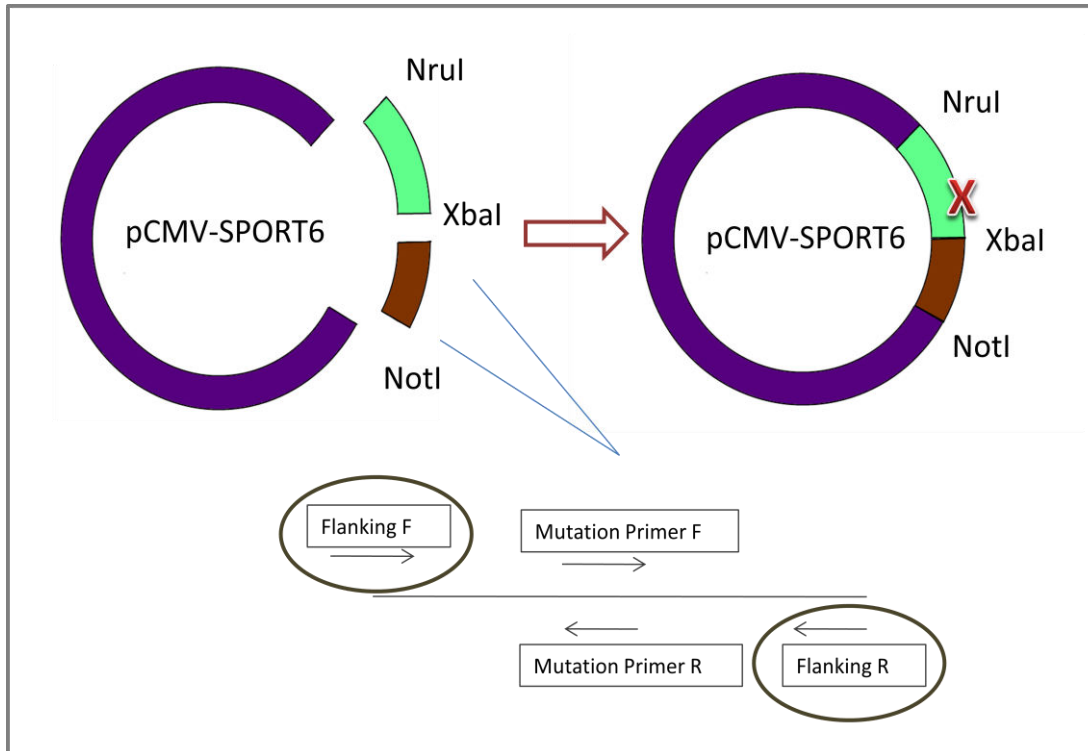 NruI
pCMV-SPORT6
XbaI
NotI
NruI
X
pCMV-SPORT6
XbaI
NotI
Flanking F
Mutation Primer F
Mutation Primer R
Flanking R